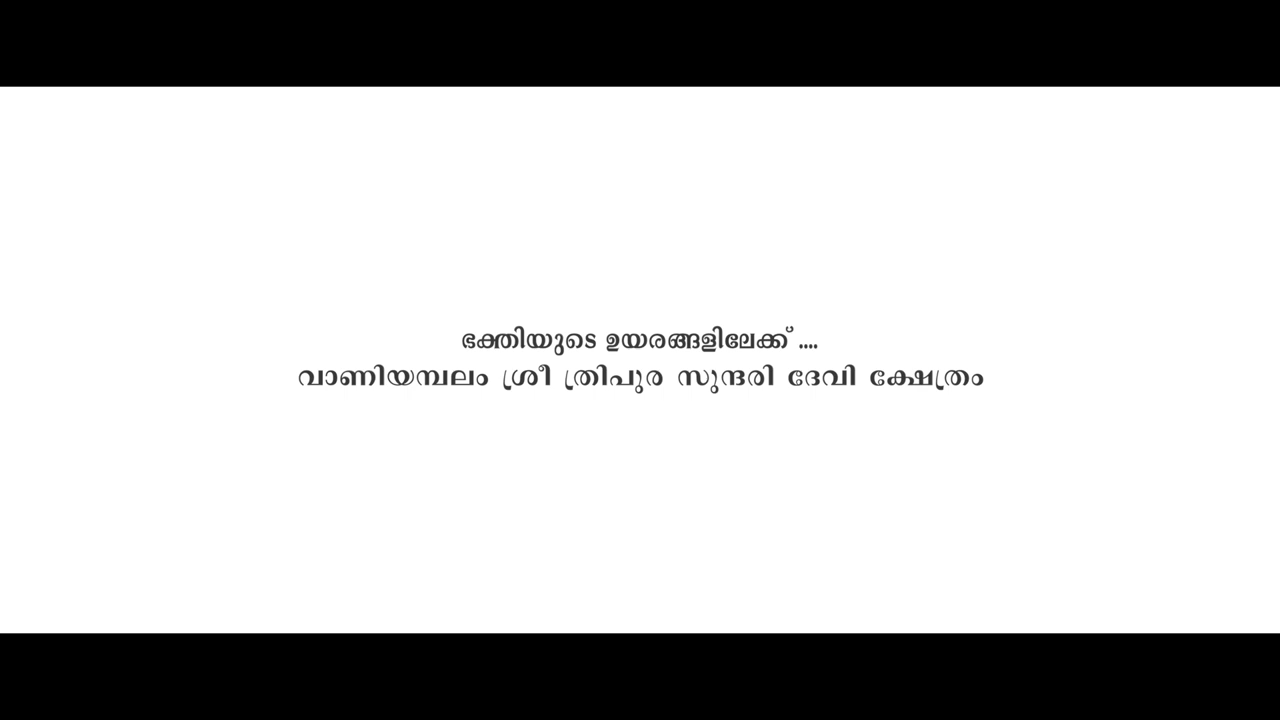 ഭക്തിയുടെ ഉയരങ്ങളിലേക്ക് ....
വാണിയമ്പലം ശ്രീ ത്രിപുര സുന്ദരി ദേവി ക്ഷേത്രം